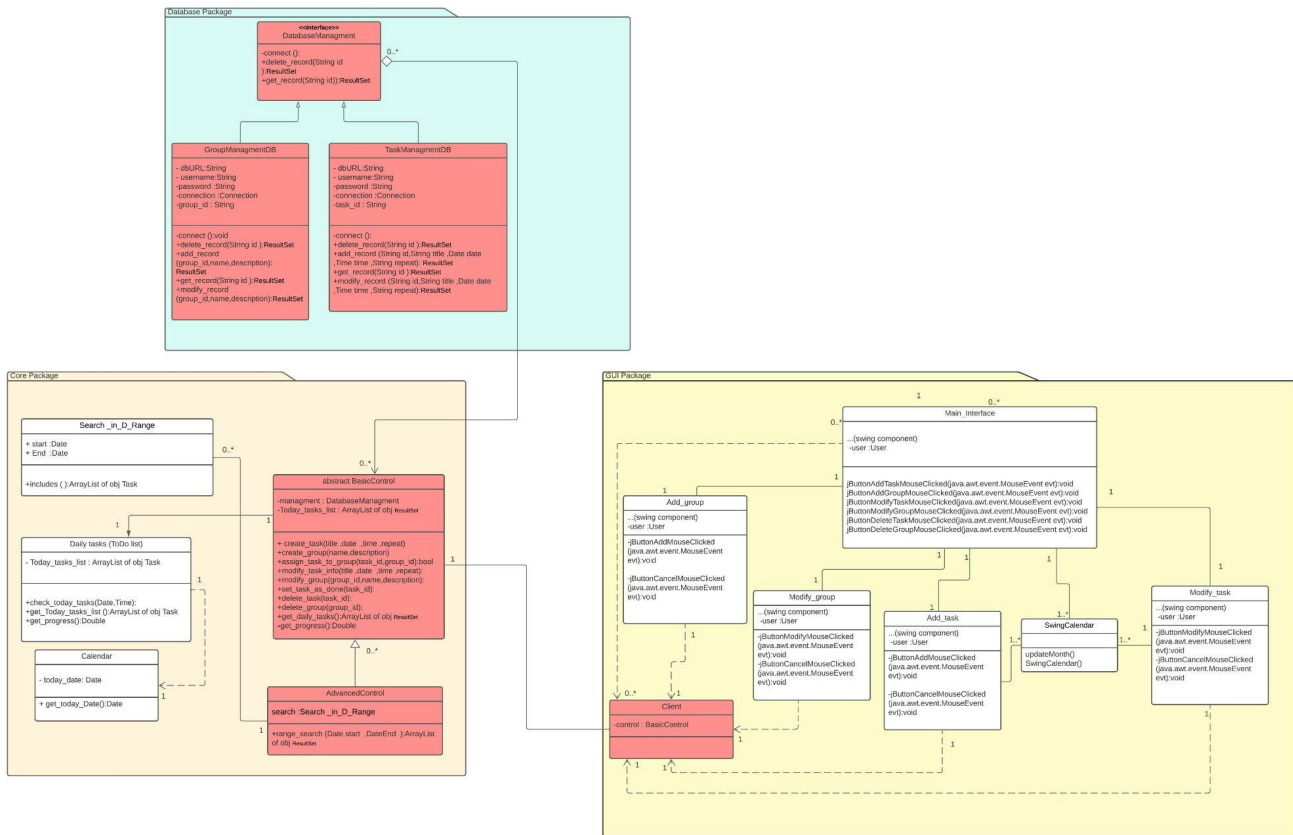 Database Package
<<Interface>>
DatabaseManagment
-connect ():
+delete_record(String id
):ResultSet
+get_record(String id)):ResultSet
0..*
GroupManagmentDB
- dbURL:String
- username:String
-password :String
-connection :Connection
-group_id : String
-connect ():void
+delete_record(String id ):ResultSet
+add_record
(group_id,name,description):
ResultSet
+get_record(String id ):ResultSet
+modify_record
(group_id,name,description):ResultSet
TaskManagmentDB
- dbURL:String
- username:String
-password :String
-connection :Connection
-task_id : String
-connect ():
+delete_record(String id ):ResultSet
+add_record (String id,String title ,Date date
,Time time ,String repeat): ResultSet
+get_record(String id ):ResultSet
+modify_record (String id,String title ,Date date
,Time time ,String repeat):ResultSet
Core Package
Search _in_D_Range
+ start :Date
+ End :Date
+includes ( ):ArrayList of obj Task
0..*
0..*
abstract BasicControl
-managment : DatabaseManagment
-Today_tasks_list : ArrayList of obj ResultSet
+ create_task(title ,date ,time ,repeat)
+create_group(name,description)
+assign_task_to_group(task_id,group_id):bool
+modify_task_info(title ,date ,time ,repeat):
+modify_group(group_id,name,description):
+set_task_as_done(task_id):
+delete_task(task_id):
+delete_group(group_id):
+get_daily_tasks():ArrayList of obj ResultSet
-get_progress():Double
1
1
1
Daily tasks (ToDo list)
- Today_tasks_list : ArrayList of obj Task
+check_today_tasks(Date,Time):
+get_Today_tasks_list ():ArrayList of obj Task
+get_progress():Double
1
Calendar
- today_date: Date
+ get_today_Date():Date
1
0..*
AdvancedControl
search :Search _in_D_Range
+range_search (Date start ,DateEnd ):ArrayList
of obj ResultSet
1
GUI Package
1
0..*
0..*
Main_Interface
...(swing component)
-user :User
jButtonAddTaskMouseClicked(java.awt.event.MouseEvent evt):void
jButtonAddGroupMouseClicked(java.awt.event.MouseEvent evt):void
jButtonModifyTaskMouseClicked(java.awt.event.MouseEvent evt):void
jButtonModifyGroupMouseClicked(java.awt.event.MouseEvent evt):void
jButtonDeleteTaskMouseClicked(java.awt.event.MouseEvent evt):void
jButtonDeleteGroupMouseClicked(java.awt.event.MouseEvent evt):void
1
1
1
1
1
1
1
Add_group
...(swing component)
-user :User
-jButtonAddMouseClicked
(java.awt.event.MouseEvent
evt):void
-jButtonCancelMouseClicked
(java.awt.event.MouseEvent
evt):void
1
1
Modify_group
...(swing component)
-user :User
-jButtonModifyMouseClicked
(java.awt.event.MouseEvent
evt):void
-jButtonCancelMouseClicked
(java.awt.event.MouseEvent
evt):void
1
1
Add_task
...(swing component)
-user :User
-jButtonAddMouseClicked
(java.awt.event.MouseEvent
evt):void
-jButtonCancelMouseClicked
(java.awt.event.MouseEvent
evt):void
1..*
1..*
1..*
SwingCalendar
updateMonth()
SwingCalendar()
1
Modify_task
...(swing component)
-user :User
-jButtonModifyMouseClicked
(java.awt.event.MouseEvent
evt):void
-jButtonCancelMouseClicked
(java.awt.event.MouseEvent
evt):void
0..*
1
Client
-control : BasicControl
1
1
1
1
1
1